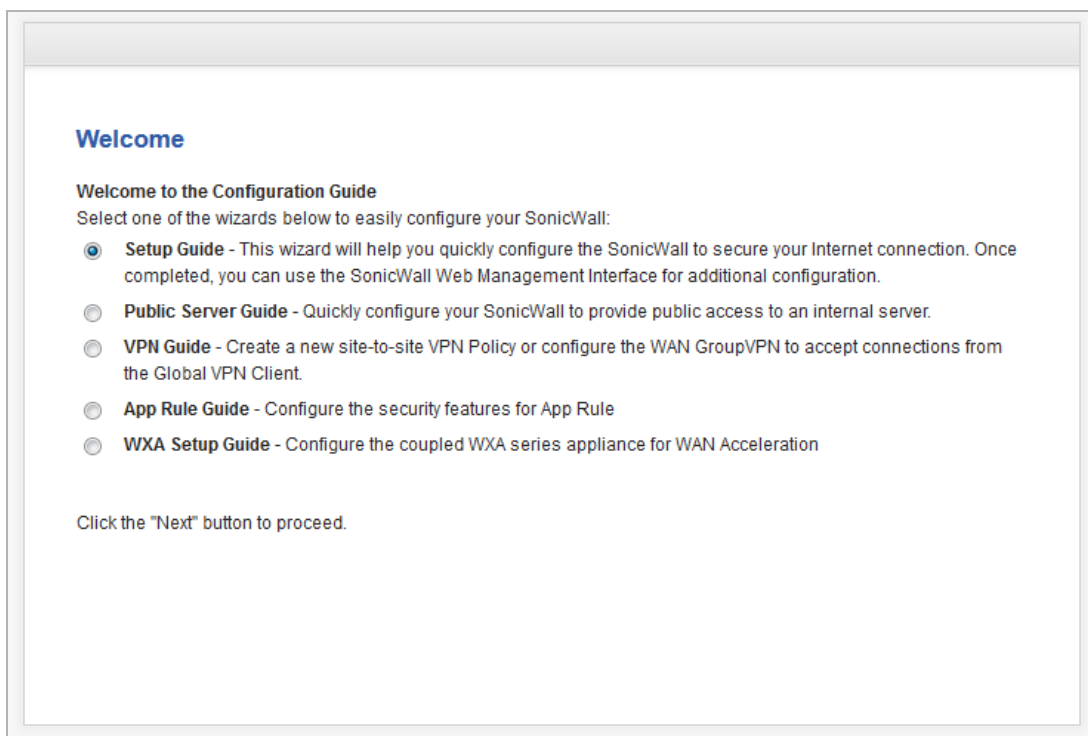 Welcome
Welcome to the Configuration Guide
Select one of the wizards below to easily configure your SonicWall:
Setup Guide - This wizard will help you quickly configure the SonicWall to secure your Internet connection. Once
completed, you can use the SonicWall Web Management Interface for additional configuration.
Public Server Guide - Quickly configure your SonicWall to provide public access to an internal server.
VPN Guide - Create a new site-to-site VPN Policy or configure the WAN GroupVPN to accept connections from
the Global VPN Client.
App Rule Guide - Configure the security features for App Rule
WXA Setup Guide - Configure the coupled WXA series appliance for WAN Acceleration
Click the "Next" button to proceed.